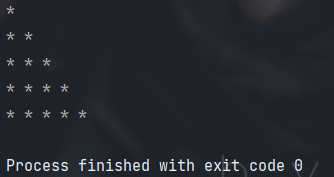 *
* *
* * *
* * * *
* * * * *
Process finished with exit code 0